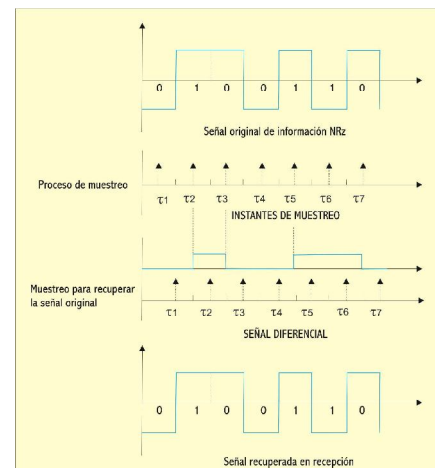 0 1 0 0 1 1 0
Señal original de información NRz
Proceso de muestreo
τ1 τ2 τ3 τ4 τ5 τ6 τ7
INSTANTES DE MUESTREO
Muestreo para recuperar
la señal original
τ1 τ2 τ3 τ4 τ5 τ6 τ7
SEÑAL DIFERENCIAL
0 1 0 0 1 1 0
Señal recuperada en recepción